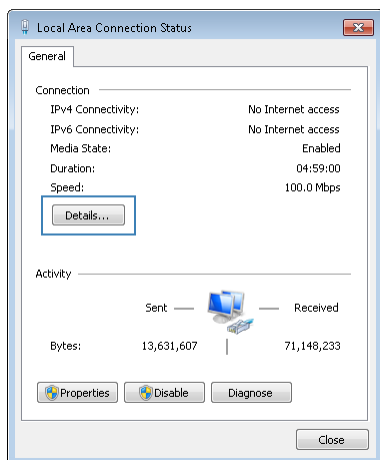 Local Area Connection Status
General
Connection
IPv4 Connectivity: No Internet access
IPv6 Connectivity: No Internet access
Media State: Enabled
Duration: 04:59:00
Speed: 100.0 Mbps
Details...
Activity
Sent Received
Bytes: 13,631,607 71,148,233
Properties Disable Diagnose
Close